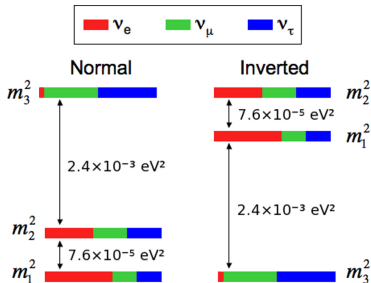 νe νμ ντ
Normal Inverted
m₃² m₂²
7.6×10⁻⁵ eV²
m₁²
2.4×10⁻³ eV²
2.4×10⁻³ eV²
m₂²
7.6×10⁻⁵ eV²
m₁² m₃²